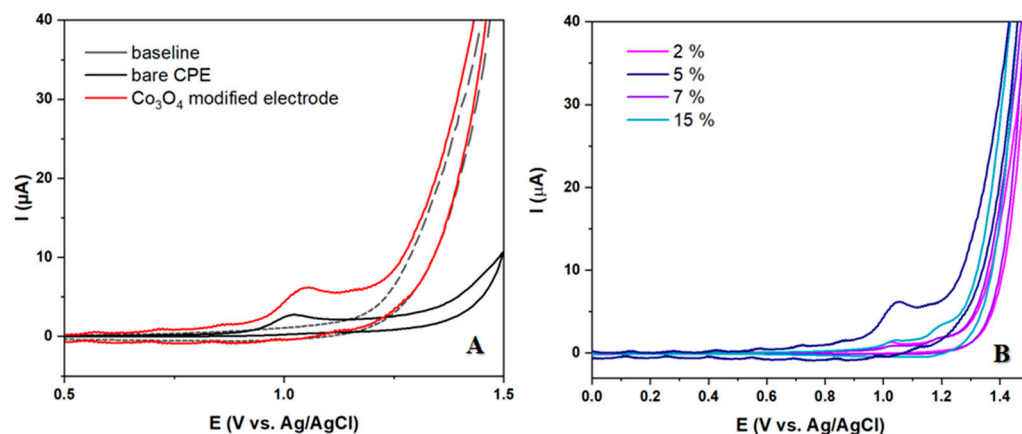 40
30
20
10
0
I (µA)
baseline
bare CPE
Co₃O₄ modified electrode
A
0.5
1.0
1.5
E (V vs. Ag/AgCl)
40
30
20
10
0
I (µA)
2 %
5 %
7 %
15 %
B
0.0
0.2
0.4
0.6
0.8
1.0
1.2
1.4
E (V vs. Ag/AgCl)